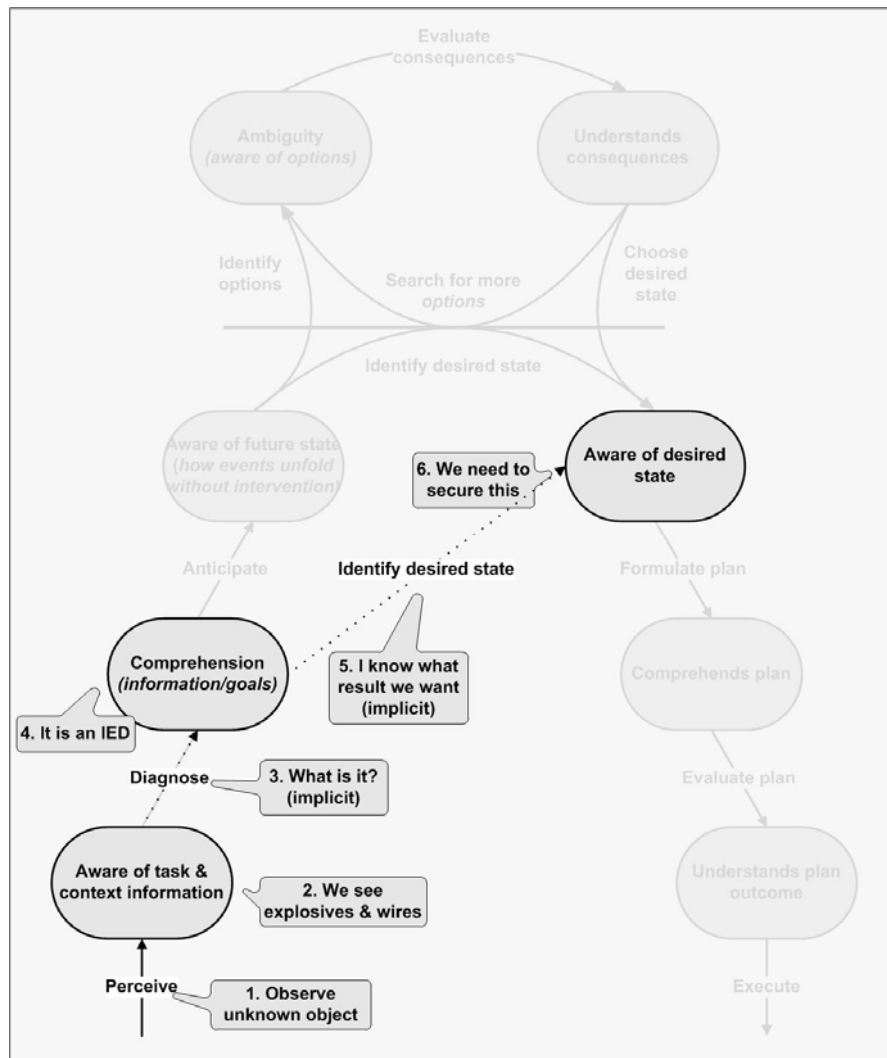 Evaluate
consequences
Ambiguity
(aware of options)
Understands
consequences
Identify
options
Search for more
options
Choose
desired
state
Identify desired state
Aware of future state
(how events unfold
without intervention)
6. We need to
secure this
Aware of desired
state
Anticipate
Identify desired state
Formulate plan
Comprehension
(information/goals)
5. I know what
result we want
(implicit)
Comprehends plan
4. It is an IED
Diagnose
3. What is it?
(implicit)
Evaluate plan
Aware of task &
context information
2. We see
explosives & wires
Understands plan
outcome
Perceive
1. Observe
unknown object
Execute